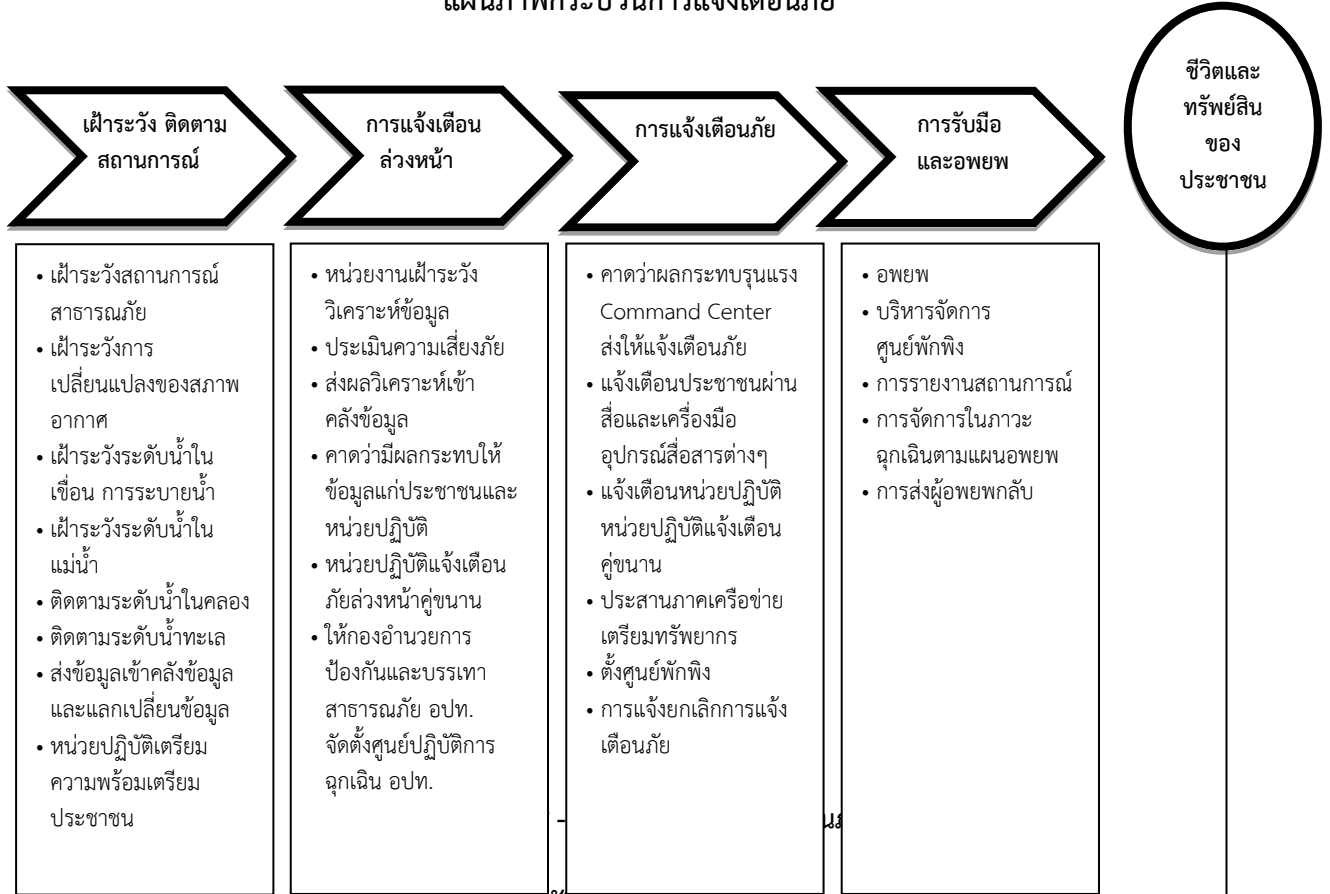 แผนภาพกระบวนการแจ้งเตือนภัย
เฝ้าระวัง ติดตาม
สถานการณ์
การแจ้งเตือน
ล่วงหน้า
การแจ้งเตือนภัย
การรับมือ
และอพยพ
ชีวิตและ
ทรัพย์สิน
ของ
ประชาชน
• เฝ้าระวังสถานการณ์
สาธารณภัย
• เฝ้าระวังการ
เปลี่ยนแปลงของสภาพ
อากาศ
• เฝ้าระวังระดับน้ำใน
เขื่อน การระบายน้ำ
• เฝ้าระวังระดับน้ำใน
แม่น้ำ
• ติดตามระดับน้ำในคลอง
• ติดตามระดับน้ำทะเล
• ส่งข้อมูลเข้าคลังข้อมูล
และแลกเปลี่ยนข้อมูล
• หน่วยปฏิบัติเตรียม
ความพร้อมเตรียม
ประชาชน
• หน่วยงานเฝ้าระวัง
วิเคราะห์ข้อมูล
• ประเมินความเสี่ยงภัย
• ส่งผลวิเคราะห์เข้า
คลังข้อมูล
• คาดว่ามีผลกระทบให้
ข้อมูลแก่ประชาชนและ
หน่วยปฏิบัติ
• หน่วยปฏิบัติแจ้งเตือน
ภัยล่วงหน้าคู่ขนาน
• ให้กองอำนวยการ
ป้องกันและบรรเทา
สาธารณภัย อปท.
จัดตั้งศูนย์ปฏิบัติการ
ฉุกเฉิน อปท.
• คาดว่าผลกระทบรุนแรง
Command Center
ส่งให้แจ้งเตือนภัย
• แจ้งเตือนประชาชนผ่าน
สื่อและเครื่องมือ
อุปกรณ์สื่อสารต่างๆ
• แจ้งเตือนหน่วยปฏิบัติ
หน่วยปฏิบัติแจ้งเตือน
คู่ขนาน
• ประสานภาคเครือข่าย
เตรียมทรัพยากร
• ตั้งศูนย์พักพิง
• การแจ้งยกเลิกการแจ้ง
เตือนภัย
• อพยพ
• บริหารจัดการ
ศูนย์พักพิง
• การรายงานสถานการณ์
• การจัดการในภาวะ
ฉุกเฉินตามแผนอพยพ
• การส่งผู้อพยพกลับ